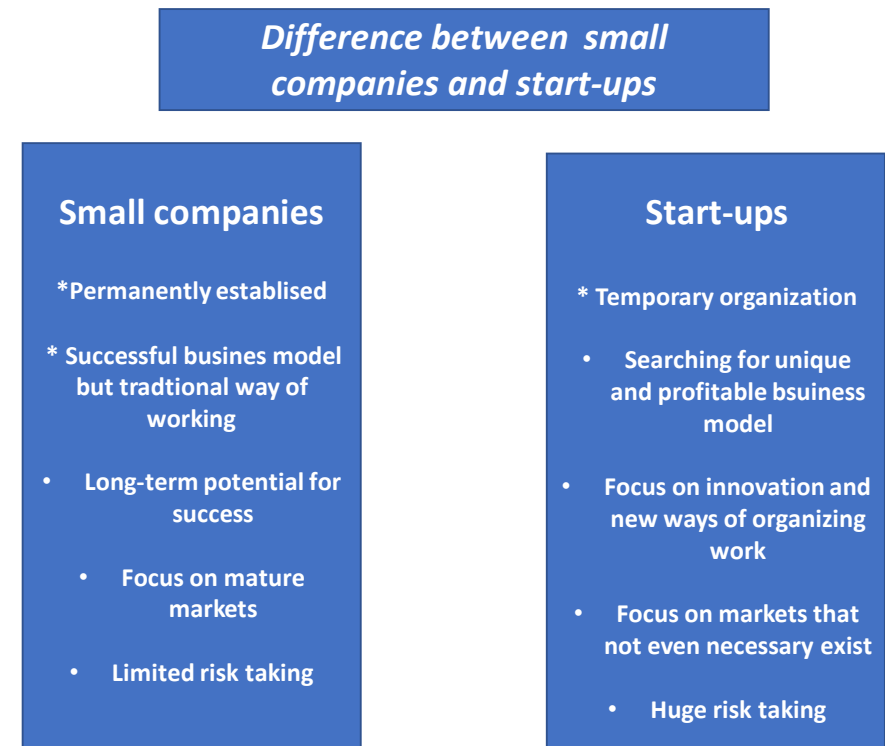 Difference between  small
companies and start-ups
Small companies
*Permanently establised
* Successful busines model
but tradtional way of
working
• Long-term potential for
success
• Focus on mature
markets
• Limited risk taking
Start-ups
* Temporary organization
• Searching for unique
and profitable bsuiness
model
• Focus on innovation and
new ways of organizing
work
• Focus on markets that
not even necessary exist
• Huge risk taking